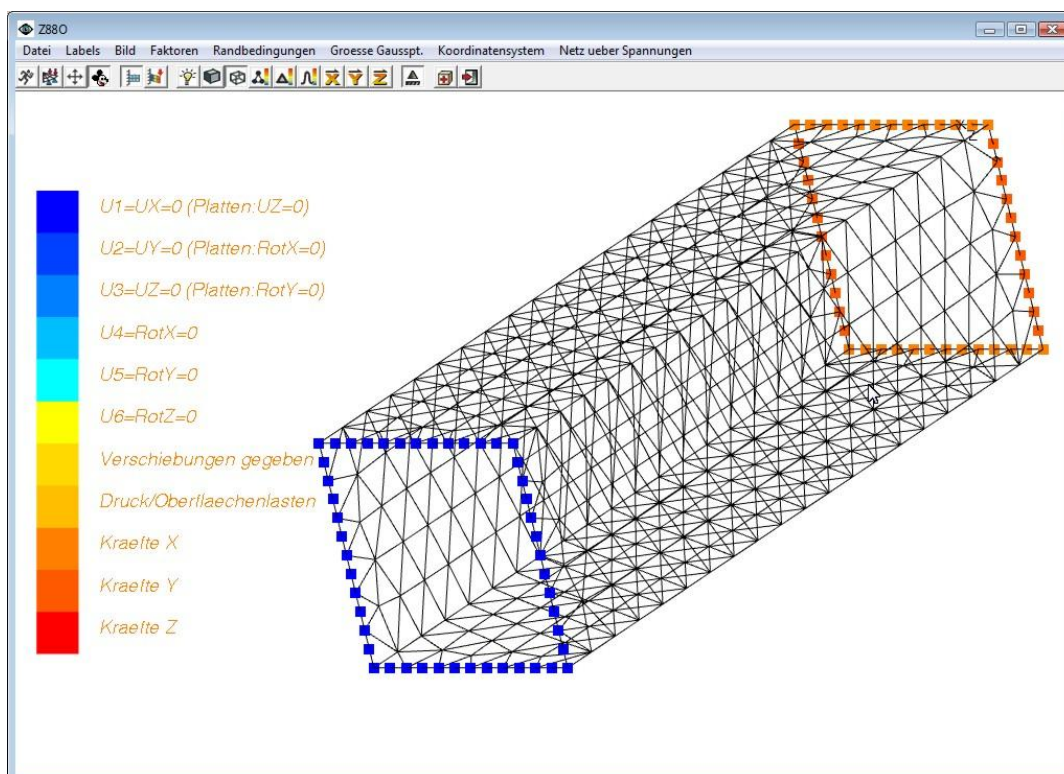 Z88O
Datei Labels Bild Faktoren Randbedingungen Groesse Gausspt. Koordinatensystem Netz ueber Spannungen
U1=UX=0 (Platten:UZ=0)
U2=UY=0 (Platten:RotX=0)
U3=UZ=0 (Platten:RotY=0)
U4=RotX=0
U5=RotY=0
U6=RotZ=0
Verschiebungen gegeben
Druck/Oberflaechenlasten
Kraefte X
Kraefte Y
Kraefte Z